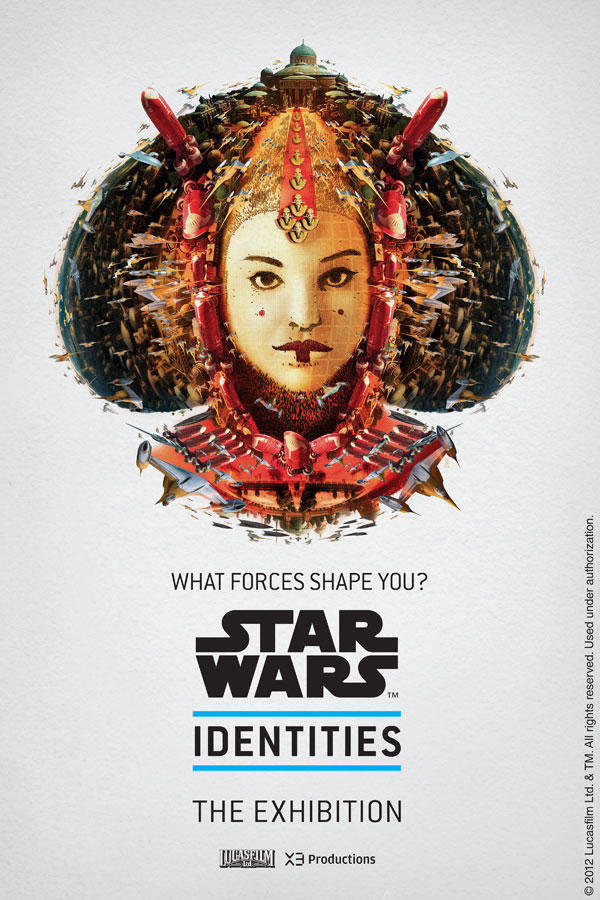 WHAT FORCES SHAPE YOU?
STAR
WARS
TM
IDENTITIES
THE EXHIBITION
LUCASFILM
Ltd.
X3 Productions
© 2012 Lucasfilm Ltd. & TM. All rights reserved. Used under authorization.